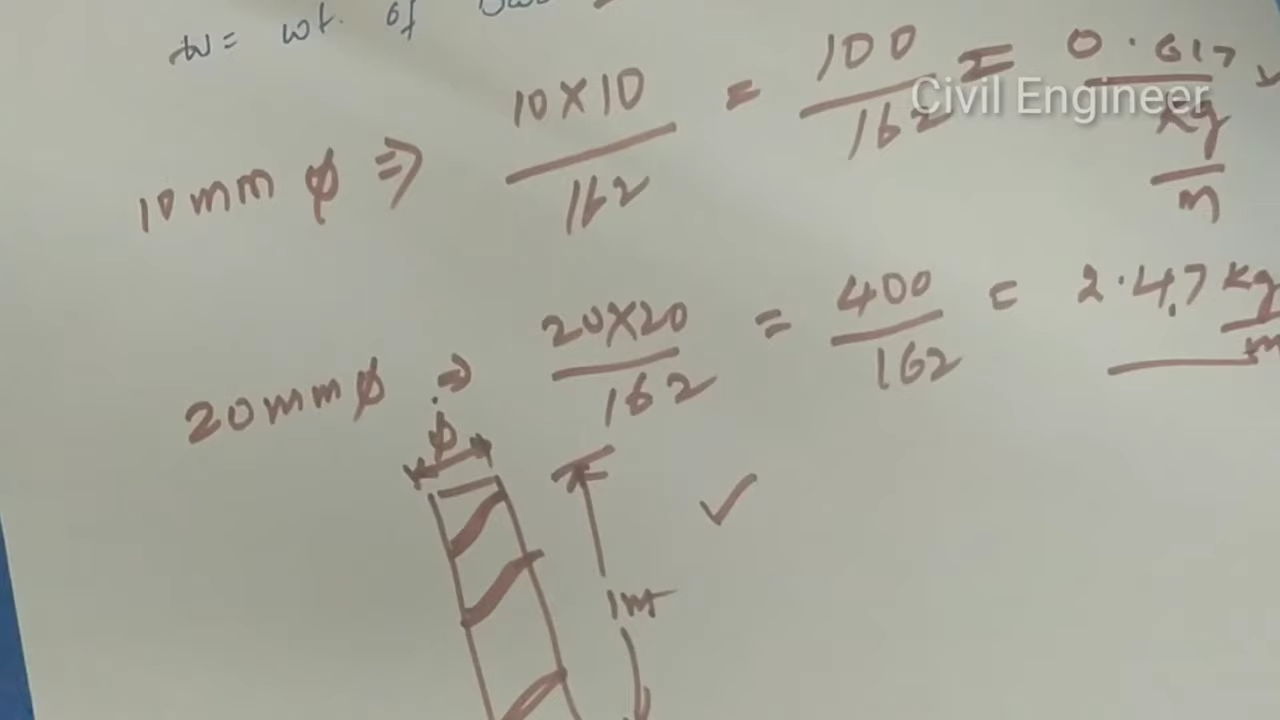 w = wt. of
10mm φ ⇒ 10×10/162 = 100/162 = 0.617 kg/m
Civil Engineer
20mm φ ⇒ 20×20/162 = 400/162 = 2.47 kg/m
φ
1m